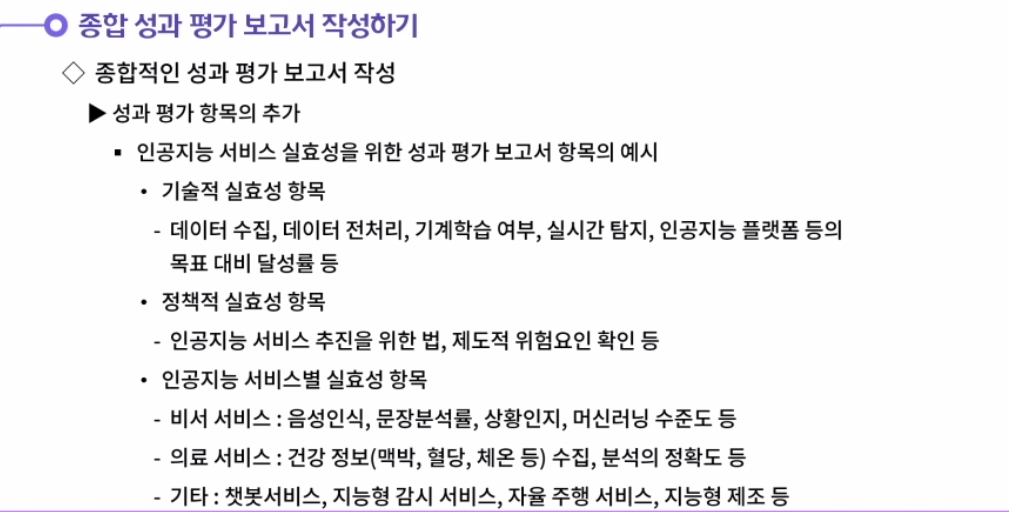 종합 성과 평가 보고서 작성하기
◇ 종합적인 성과 평가 보고서 작성
▶ 성과 평가 항목의 추가
▪ 인공지능 서비스 실효성을 위한 성과 평가 보고서 항목의 예시
• 기술적 실효성 항목
- 데이터 수집, 데이터 전처리, 기계학습 여부, 실시간 탐지, 인공지능 플랫폼 등의
목표 대비 달성률 등
• 정책적 실효성 항목
- 인공지능 서비스 추진을 위한 법, 제도적 위험요인 확인 등
• 인공지능 서비스별 실효성 항목
- 비서 서비스 : 음성인식, 문장분석률, 상황인지, 머신러닝 수준도 등
- 의료 서비스 : 건강 정보(맥박, 혈당, 체온 등) 수집, 분석의 정확도 등
- 기타 : 챗봇서비스, 지능형 감시 서비스, 자율 주행 서비스, 지능형 제조 등